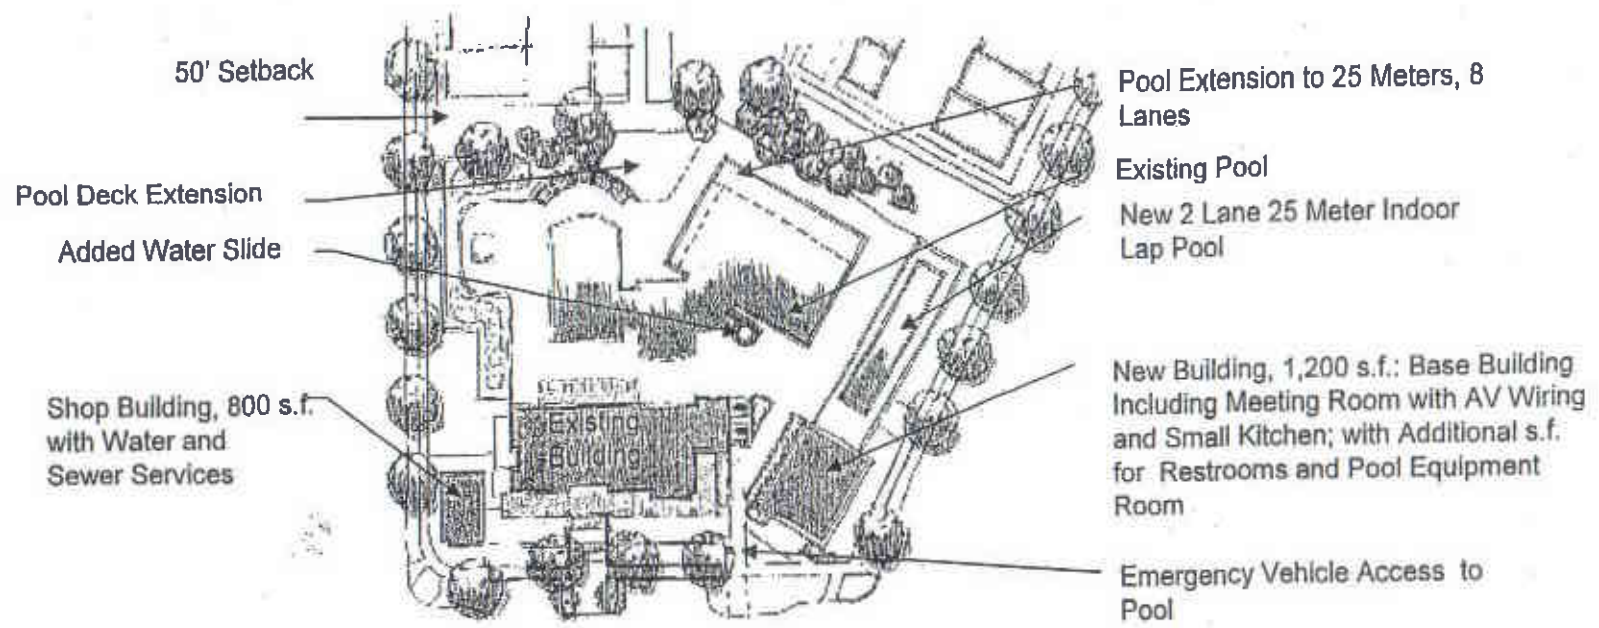 50' Setback
Pool Deck Extension
Added Water Slide
Shop Building, 800 s.f.
with Water and
Sewer Services
Existing
Building
Pool Extension to 25 Meters, 8
Lanes
Existing Pool
New 2 Lane 25 Meter Indoor
Lap Pool
New Building, 1,200 s.f.: Base Building
Including Meeting Room with AV Wiring
and Small Kitchen; with Additional s.f.
for Restrooms and Pool Equipment
Room
Emergency Vehicle Access to
Pool